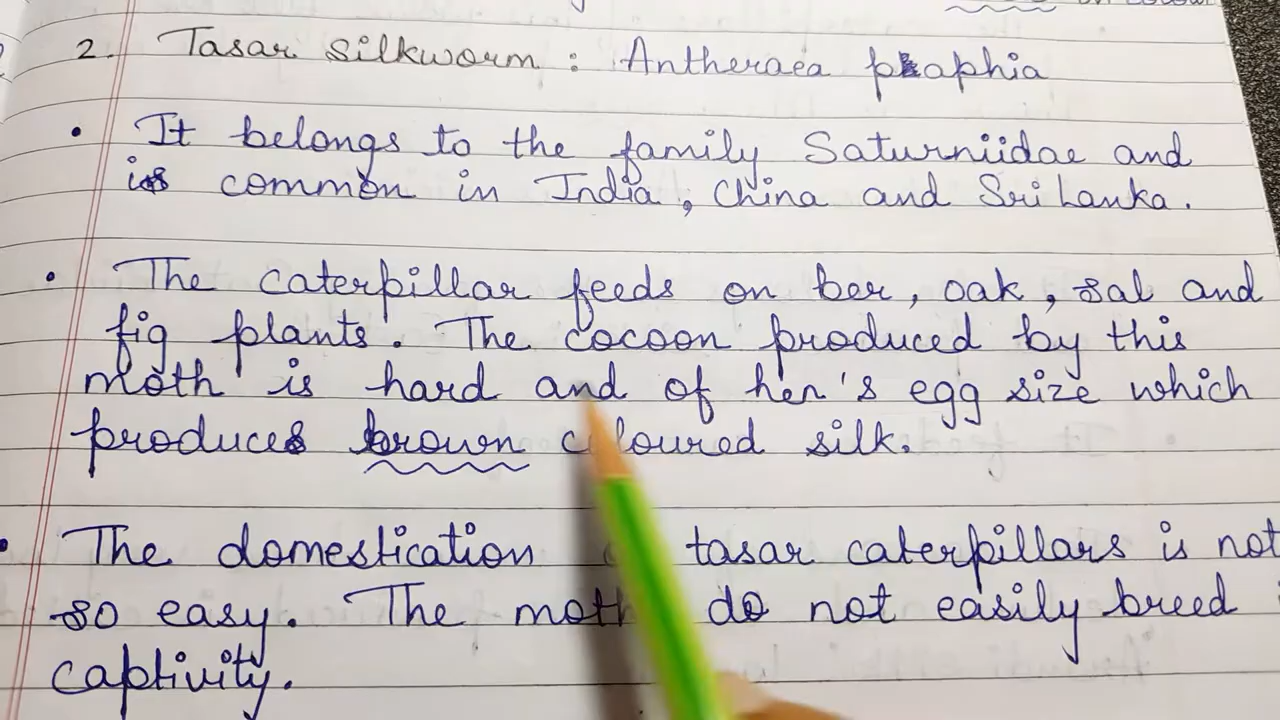 2. Tasar silkworm : Antheraea paphia
• It belongs to the family Saturniidae and
is common in India, China and Sri Lanka.
• The caterpillar feeds on ber, oak, sal and
fig plants. The cocoon produced by this
moth is hard and of hen's egg size which
produces brown coloured silk.
• The domestication tasar caterpillars is not
so easy. The moth do not easily breed
captivity.